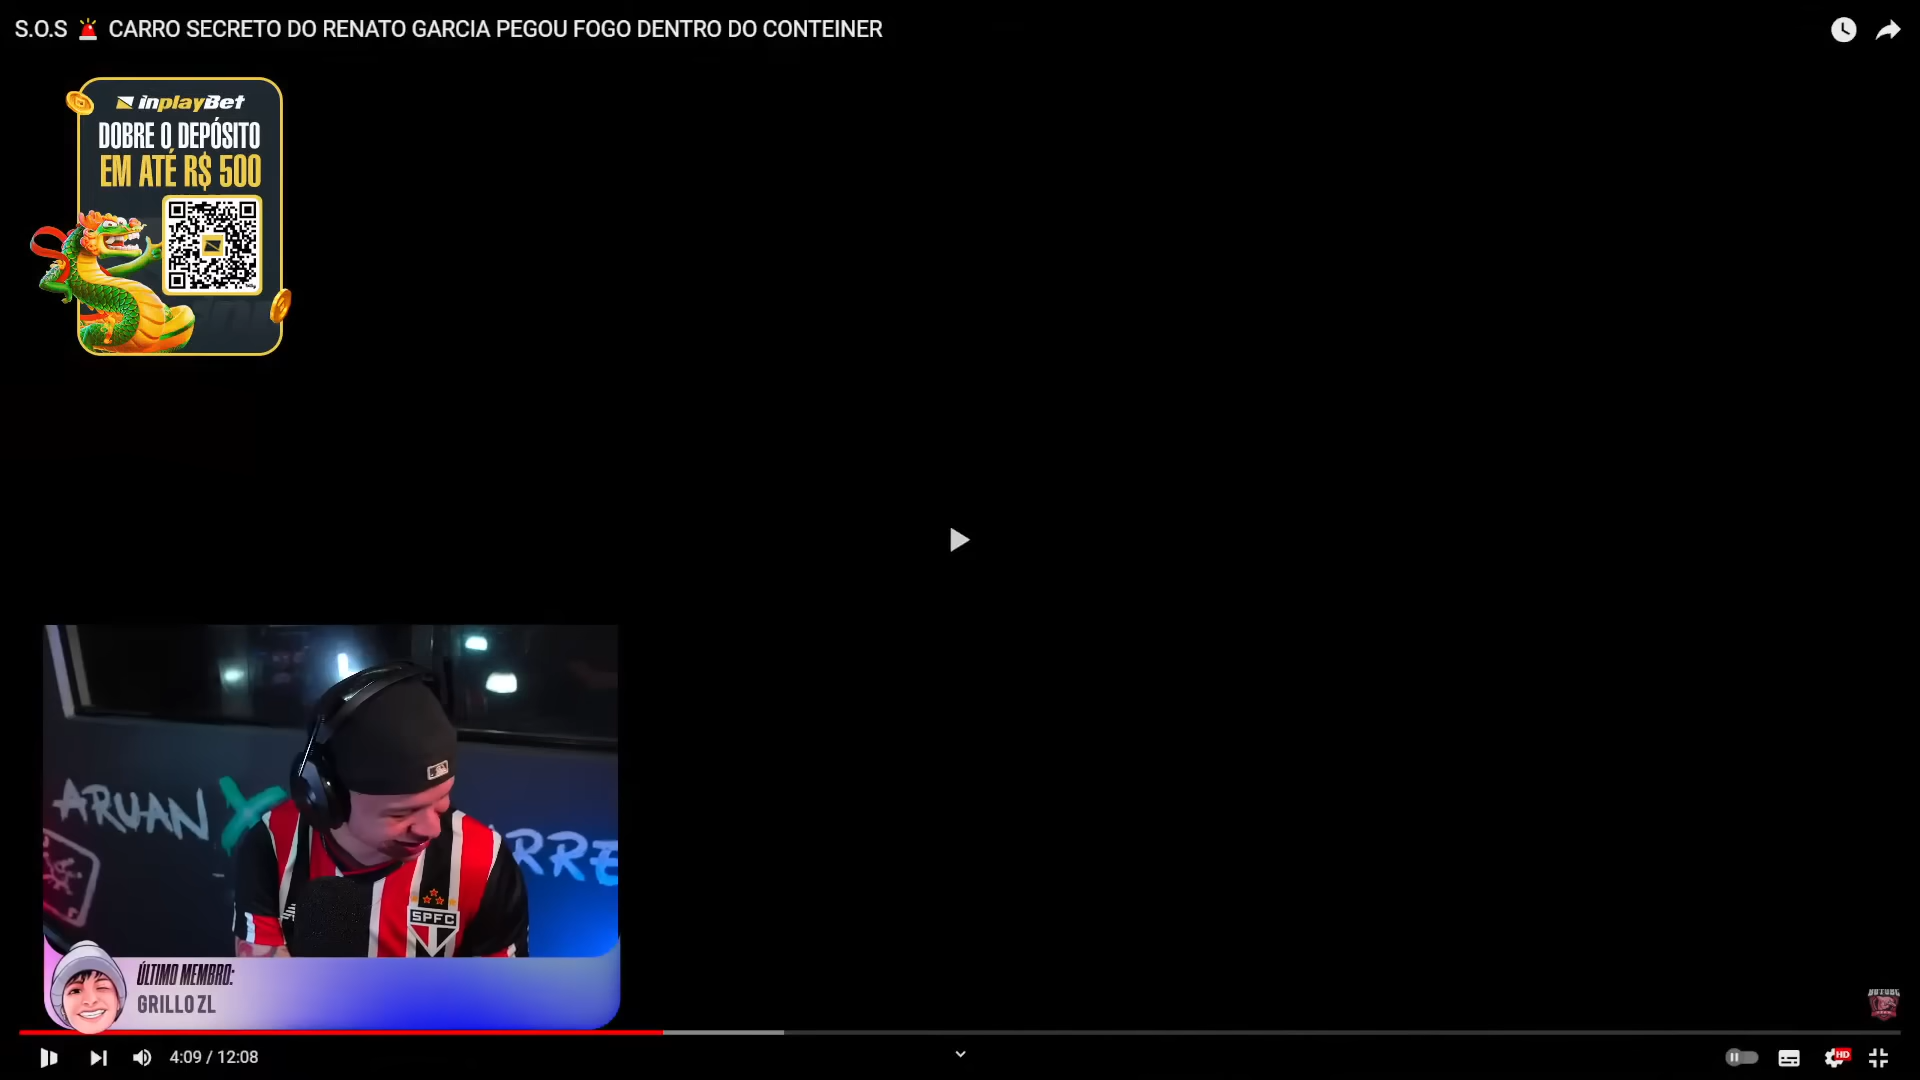 S.O.S 🚨 CARRO SECRETO DO RENATO GARCIA PEGOU FOGO DENTRO DO CONTEINER
inplayBet
DOBRE O DEPÓSITO
EM ATÉ R$ 500
ARUAN
RRE
SPFC
ÚLTIMO MEMBRO:
GRILLO ZL
4:09 / 12:08
HD